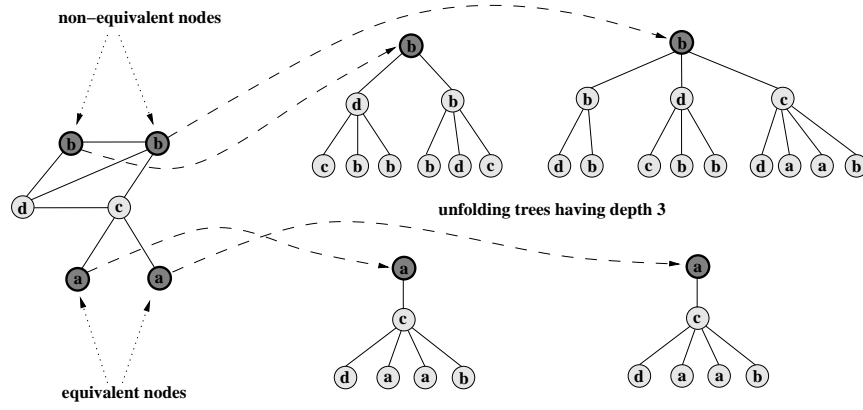 non-equivalent nodes
b b
b b d b d c
d b d c
c b b b d c d b c b b d a a b
unfolding trees having depth 3
a a a a
c c
d a a b d a a b
equivalent nodes